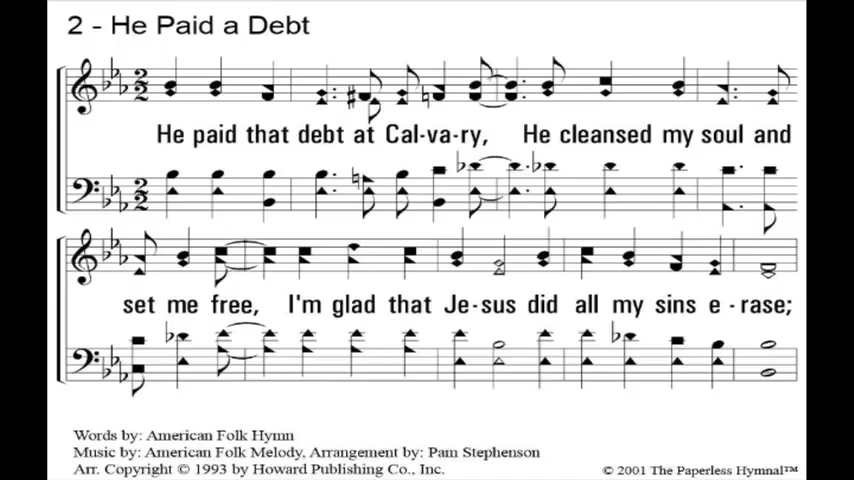 2 - He Paid a Debt
He paid that debt at Cal-va-ry, He cleansed my soul and
set me free, I'm glad that Je-sus did all my sins e-rase;
Words by: American Folk Hymn
Music by: American Folk Melody, Arrangement by: Pam Stephenson
Arr. Copyright © 1993 by Howard Publishing Co., Inc.
© 2001 The Paperless Hymnal™